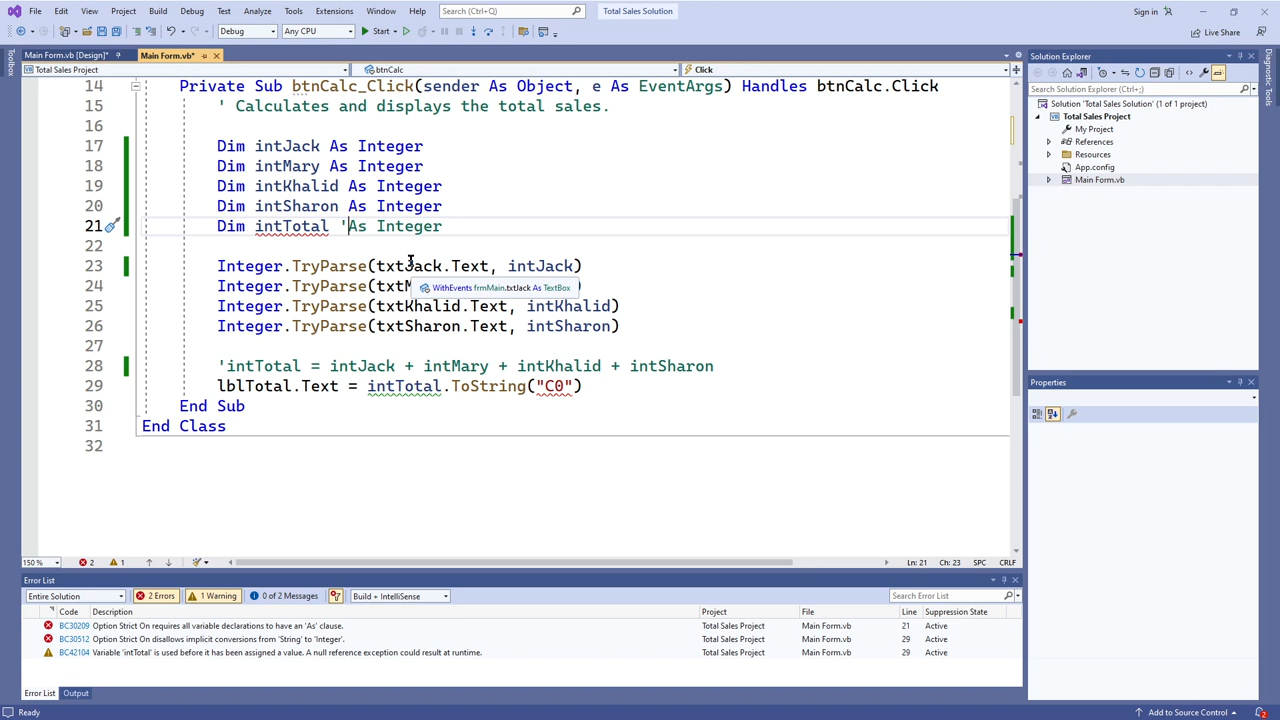 File Edit View Git Project Build Debug Test Analyze Tools Extensions Window Help Search (Ctrl+Q) Total Sales Solution Sign in
Debug Any CPU Start Live Share
Main Form.vb [Design]* Main Form.vb*
Total Sales Project btnCalc Click
14 Private Sub btnCalc_Click(sender As Object, e As EventArgs) Handles btnCalc.Click
15 ' Calculates and displays the total sales.
16
17 Dim intJack As Integer
18 Dim intMary As Integer
19 Dim intKhalid As Integer
20 Dim intSharon As Integer
21 Dim intTotal 'As Integer
22
23 Integer.TryParse(txtJack.Text, intJack)
24 Integer.TryParse(txtM )
WithEvents frmMain.txtJack As TextBox
25 Integer.TryParse(txtKhalid.Text, intKhalid)
26 Integer.TryParse(txtSharon.Text, intSharon)
27
28 'intTotal = intJack + intMary + intKhalid + intSharon
29 lblTotal.Text = intTotal.ToString("C0")
30 End Sub
31 End Class
32
150 % 2 1 Ln: 21 Ch: 23 SPC CRLF
Error List
Entire Solution 2 Errors 1 Warning 0 of 2 Messages Build + IntelliSense Search Error List
Code Description Project File Line Suppression State
BC30209 Option Strict On requires all variable declarations to have an 'As' clause. Total Sales Project Main Form.vb 21 Active
BC30512 Option Strict On disallows implicit conversions from 'String' to 'Integer'. Total Sales Project Main Form.vb 29 Active
BC42104 Variable 'intTotal' is used before it has been assigned a value. A null reference exception could result at runtime. Total Sales Project Main Form.vb 29 Active
Error List Output
Ready Add to Source Control 2
Toolbox
Solution Explorer
Search Solution Explorer (Ctrl+;)
Solution 'Total Sales Solution' (1 of 1 project)
Total Sales Project
My Project
References
Resources
App.config
Main Form.vb
Properties
Diagnostic Tools